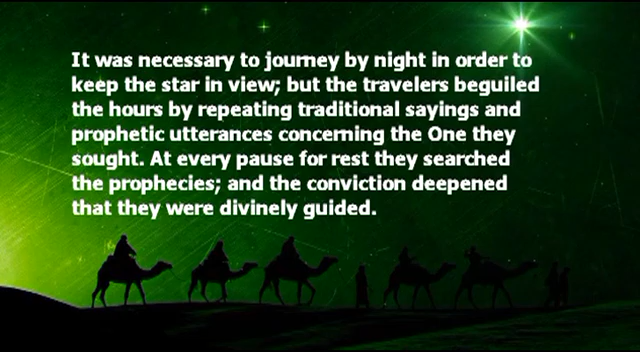 It was necessary to journey by night in order to
keep the star in view; but the travelers beguiled
the hours by repeating traditional sayings and
prophetic utterances concerning the One they
sought. At every pause for rest they searched
the prophecies; and the conviction deepened
that they were divinely guided.